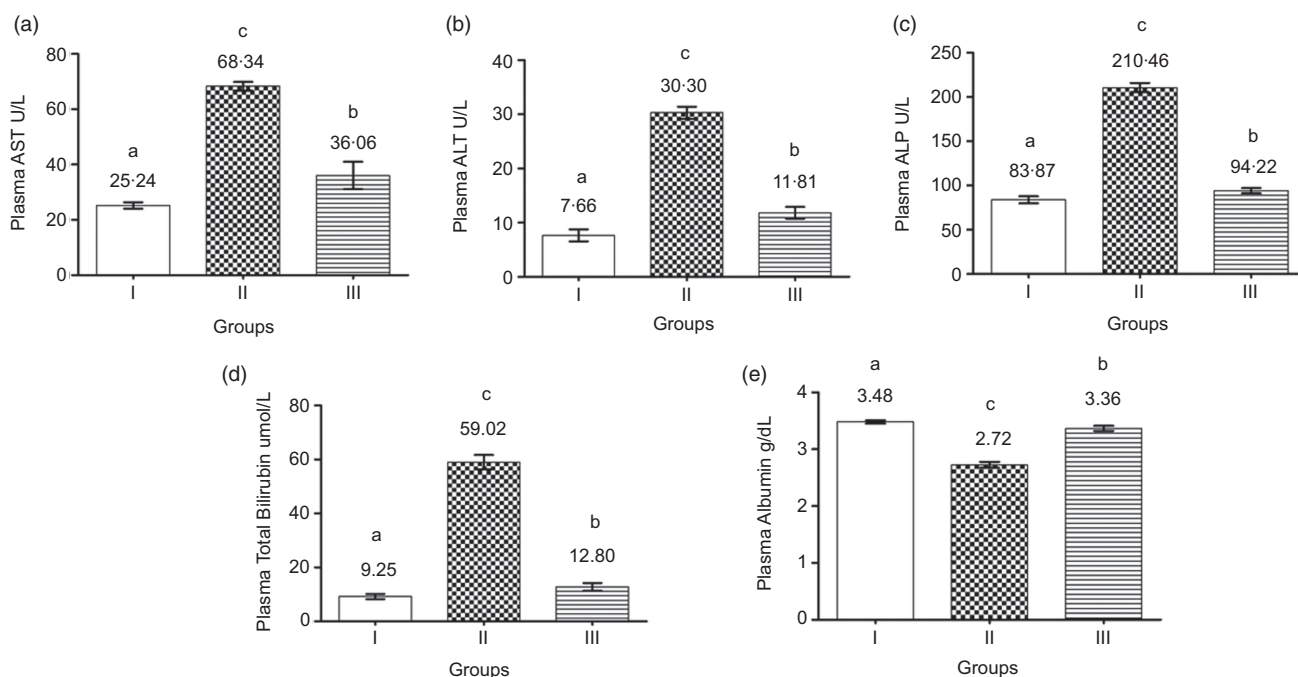 (a)
Plasma AST U/L
80
60
40
20
0
a
25·24
c
68·34
b
36·06
I
II
III
Groups
(b)
Plasma ALT U/L
40
30
20
10
0
a
7·66
c
30·30
b
11·81
I
II
III
Groups
(c)
Plasma ALP U/L
250
200
150
100
50
0
a
83·87
c
210·46
b
94·22
I
II
III
Groups
(d)
Plasma Total Bilirubin umol/L
80
60
40
20
0
a
9.25
c
59.02
b
12.80
I
II
III
Groups
(e)
Plasma Albumin g/dL
4
3
2
1
0
a
3.48
c
2.72
b
3.36
I
II
III
Groups